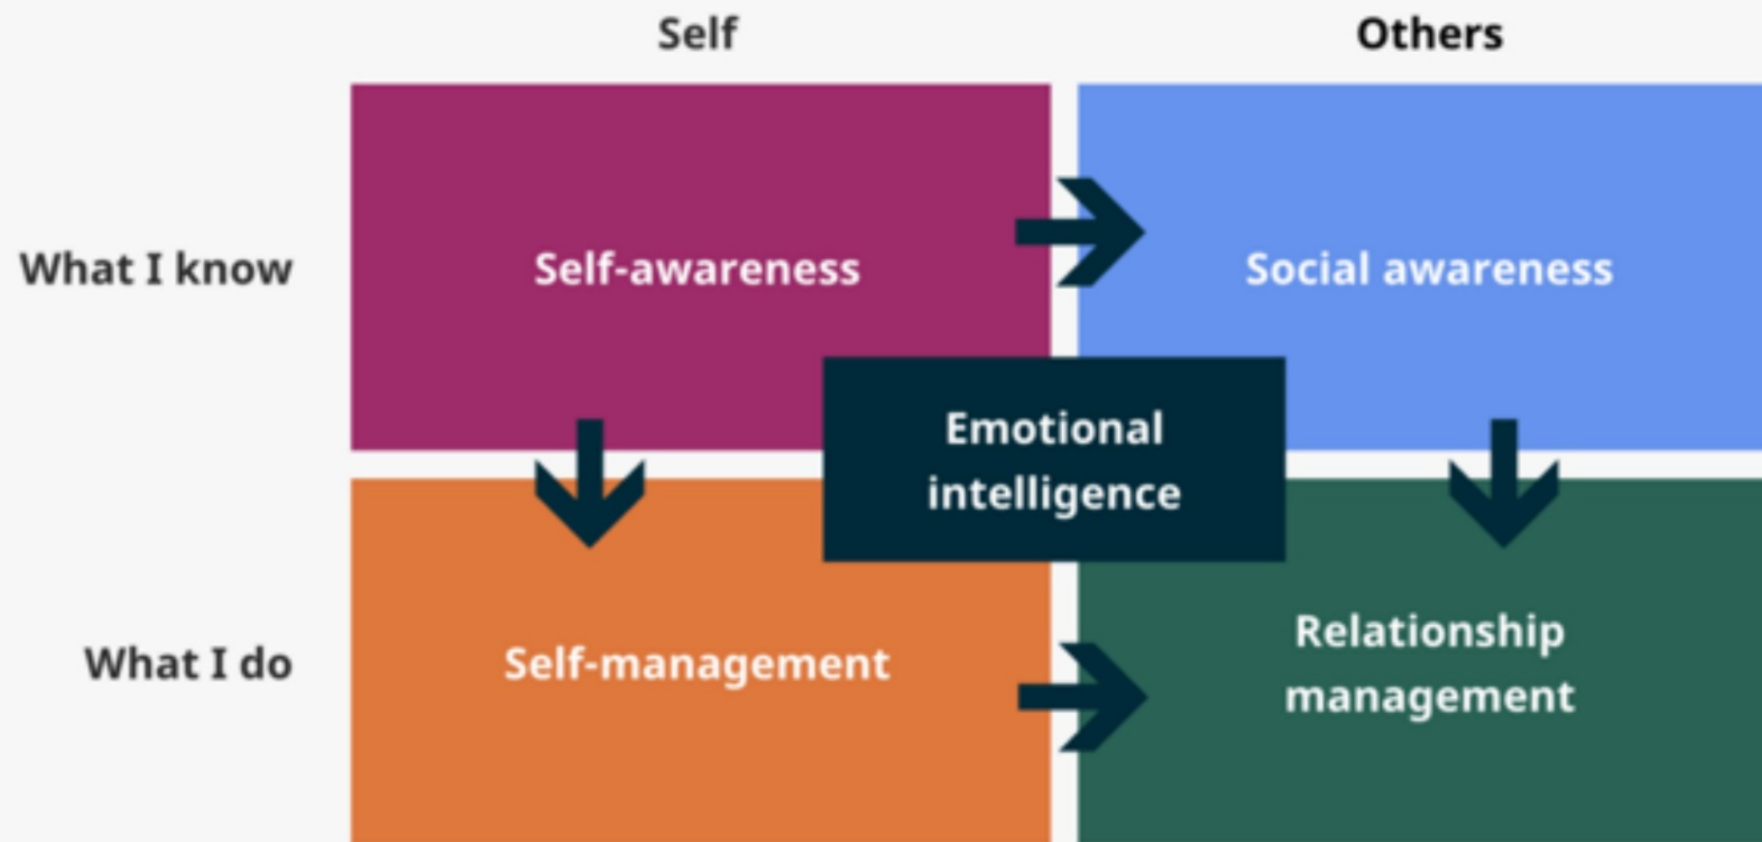 Self
Others
What I know
Self-awareness
Social awareness
Emotional
intelligence
What I do
Self-management
Relationship
management